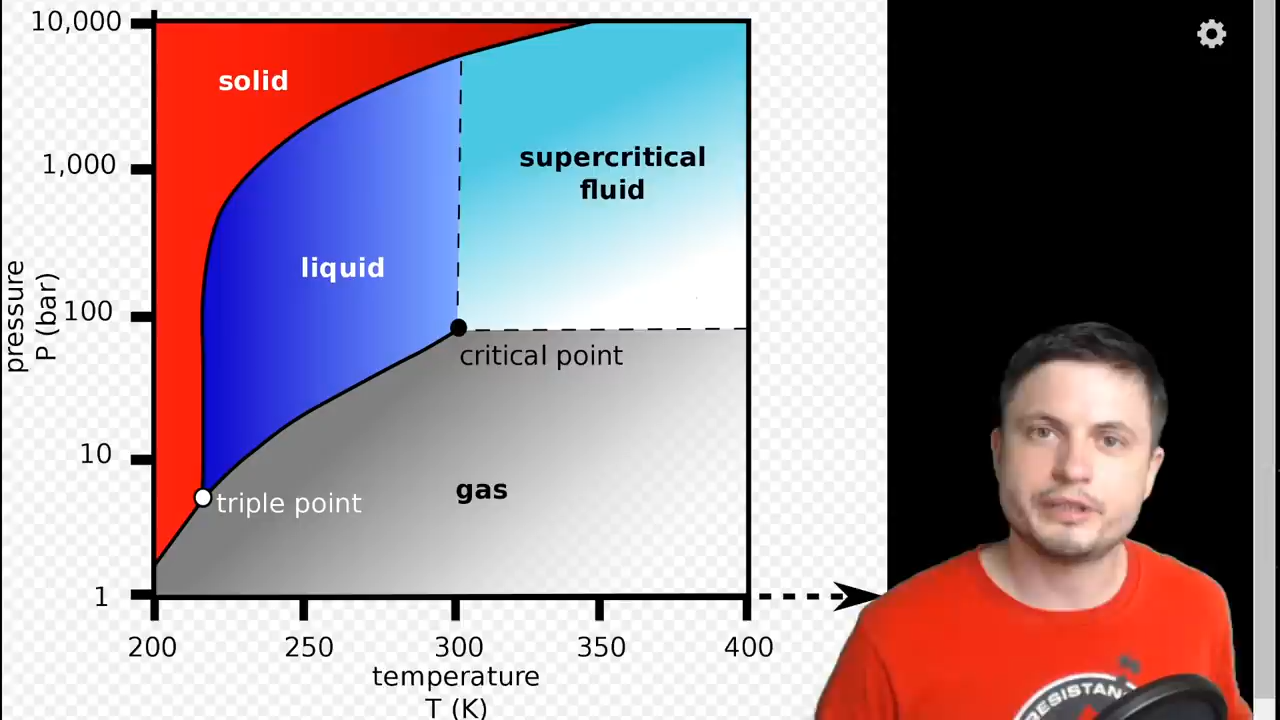 10,000
1,000
100
10
1
pressure
P (bar)
solid
liquid
supercritical
fluid
critical point
triple point
gas
200
250
300
350
400
temperature
T (K)